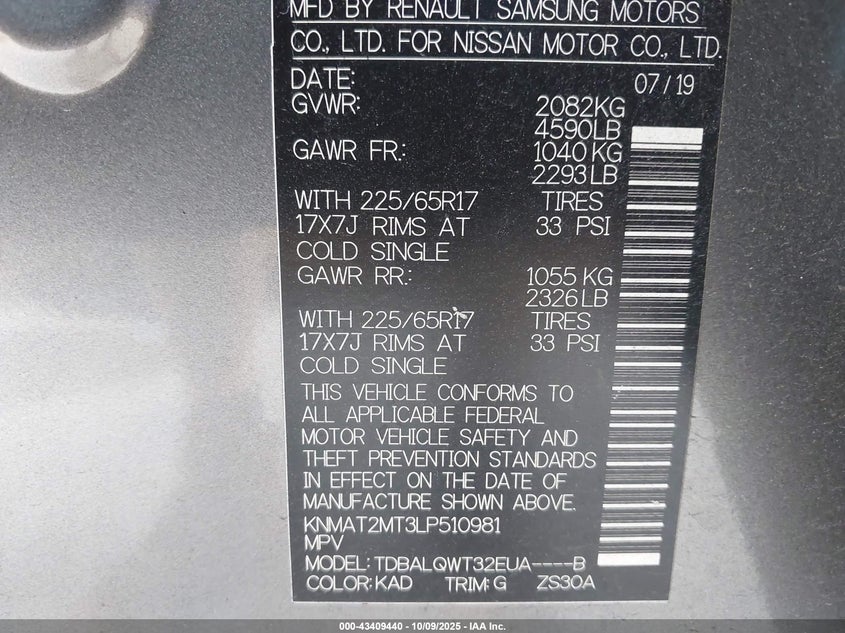 MFD BY RENAULT SAMSUNG MOTORS
CO., LTD. FOR NISSAN MOTOR CO., LTD.
DATE: 07/19
GVWR: 2082KG
4590LB
GAWR FR.: 1040KG
2293LB
WITH 225/65R17 TIRES
17X7J RIMS AT 33 PSI
COLD SINGLE
GAWR RR.: 1055 KG
2326LB
WITH 225/65R17 TIRES
17X7J RIMS AT 33 PSI
COLD SINGLE
THIS VEHICLE CONFORMS TO
ALL APPLICABLE FEDERAL
MOTOR VEHICLE SAFETY AND
THEFT PREVENTION STANDARDS
IN EFFECT ON THE DATE OF
MANUFACTURE SHOWN ABOVE.
KNMAT2MT3LP510981
MPV
MODEL: TDBALQWT32EUA----B
COLOR: KAD TRIM: G ZS30A
000-43409440 - 10/09/2025 - IAA Inc.